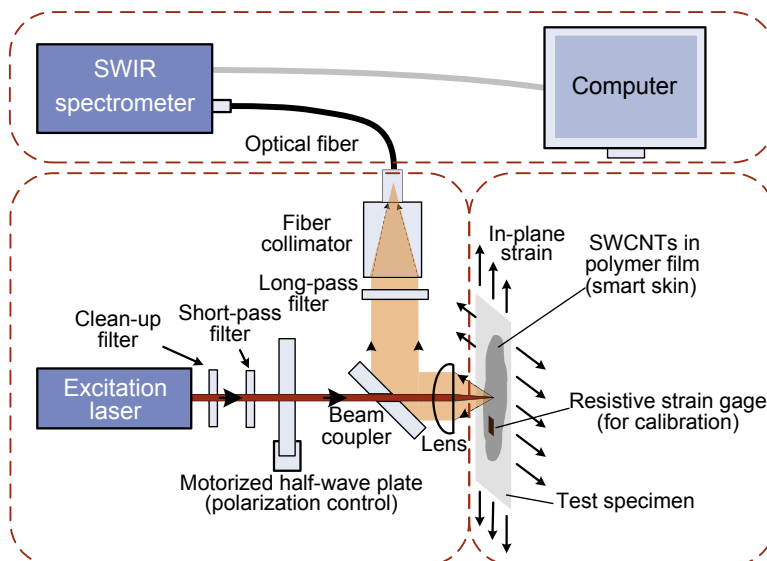 SWIR
spectrometer
Computer
Optical fiber
Fiber
collimator
Long-pass
filter
In-plane
strain
SWCNTs in
polymer film
(smart skin)
Clean-up
filter
Short-pass
filter
Excitation
laser
Beam
coupler
Lens
Resistive strain gage
(for calibration)
Motorized half-wave plate
(polarization control)
Test specimen